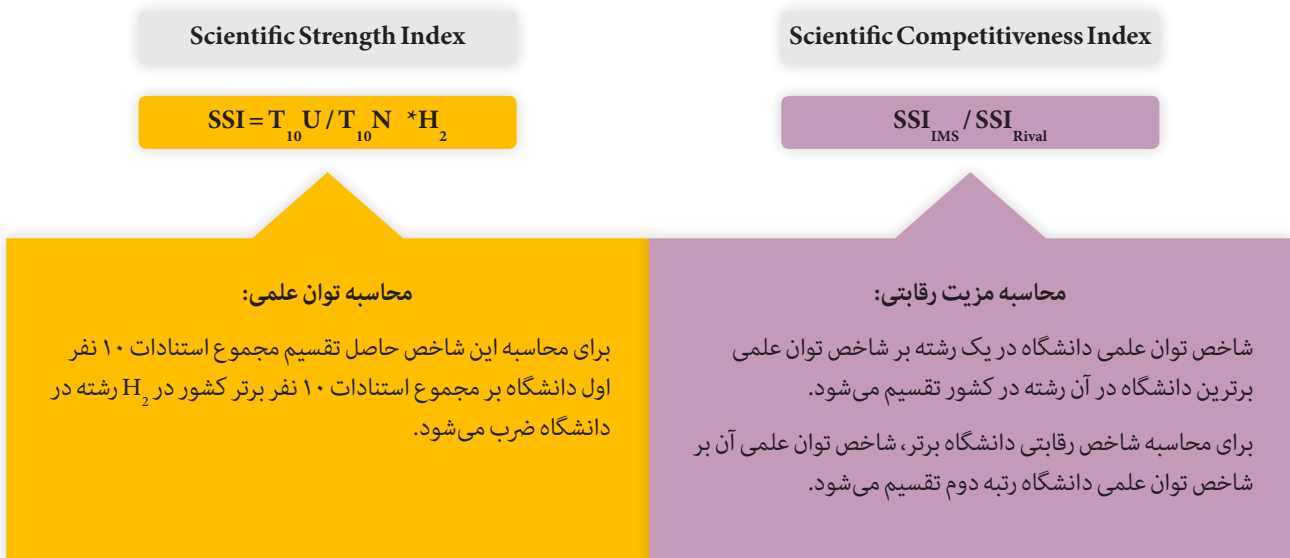 Scientific Strength Index
SSI = T₁₀U / T₁₀N *H₂
محاسبه توان علمی:
برای محاسبه این شاخص حاصل تقسیم مجموع استنادات ۱۰ نفر
اول دانشگاه بر مجموع استنادات ۱۰ نفر برتر کشور در H₂ رشته در
دانشگاه ضرب می‌شود.
Scientific Competitiveness Index
SSI_IMS / SSI_Rival
محاسبه مزیت رقابتی:
شاخص توان علمی دانشگاه در یک رشته بر شاخص توان علمی
برترین دانشگاه در آن رشته در کشور تقسیم می‌شود.
برای محاسبه شاخص رقابتی دانشگاه برتر، شاخص توان علمی آن بر
شاخص توان علمی دانشگاه رتبه دوم تقسیم می‌شود.